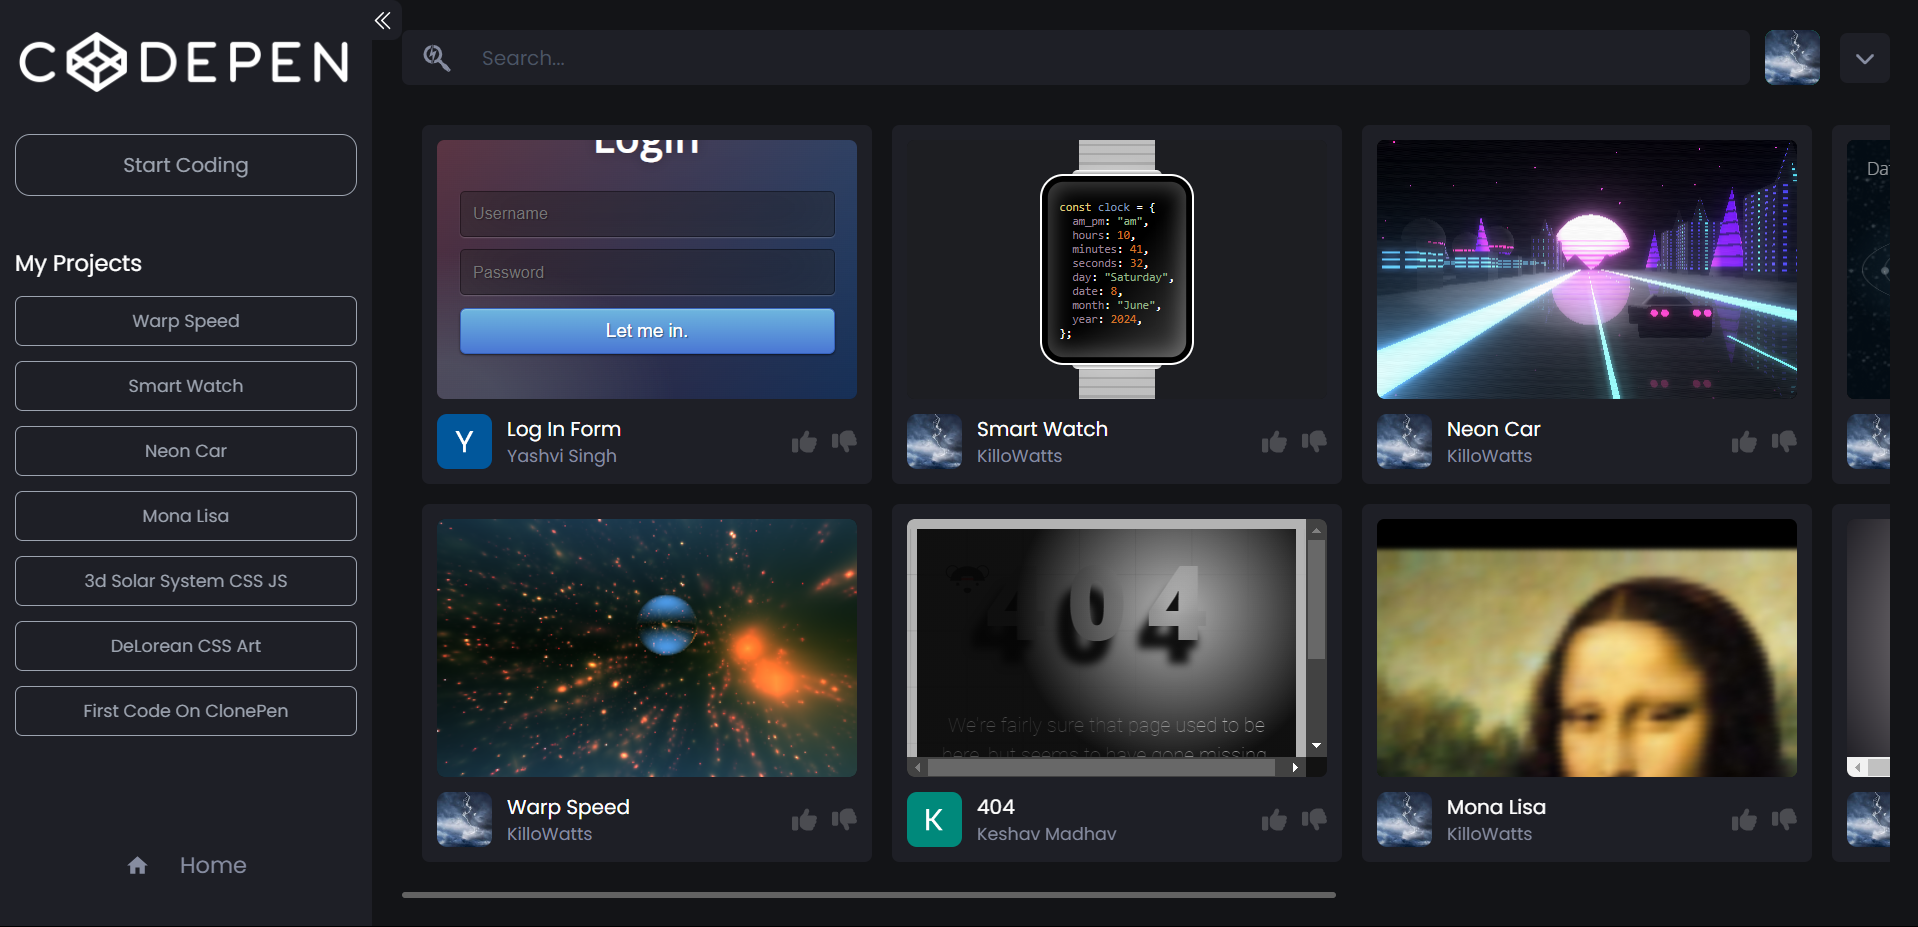 CODEPEN
Start Coding
My Projects
Warp Speed
Smart Watch
Neon Car
Mona Lisa
3d Solar System CSS JS
DeLorean CSS Art
First Code On ClonePen
Home
Search...
Login
Username
Password
Let me in.
Y
Log In Form
Yashvi Singh
const clock = {
am_pm: "am",
hours: 10,
minutes: 41,
seconds: 32,
day: "Saturday",
date: 8,
month: "June",
year: 2024,
};
Smart Watch
KilloWatts
Neon Car
KilloWatts
Warp Speed
KilloWatts
404
We're fairly sure that page used to be
here, but seems to have gone missing
K
404
Keshav Madhav
Mona Lisa
KilloWatts